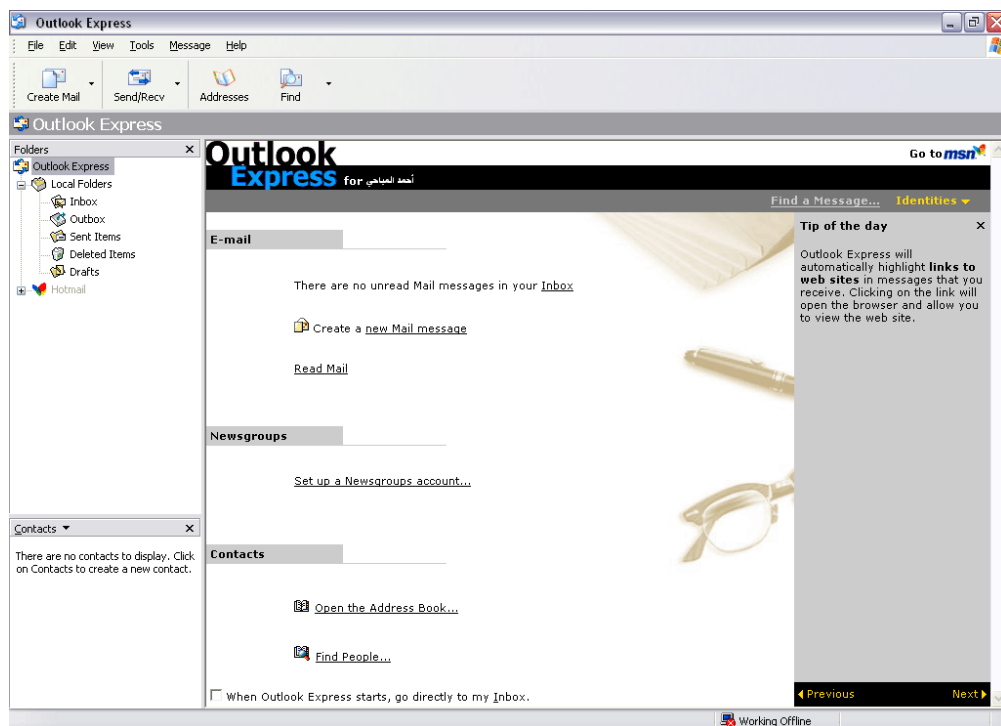 Outlook Express
File Edit View Tools Message Help
Create Mail Send/Recv Addresses Find
Outlook Express
Folders
Outlook Express
Local Folders
Inbox
Outbox
Sent Items
Deleted Items
Drafts
Hotmail
Contacts
There are no contacts to display. Click
on Contacts to create a new contact.
Outlook
Express for أحمد المباحي
Go to msn
Find a Message... Identities
E-mail
There are no unread Mail messages in your Inbox
Create a new Mail message
Read Mail
Newsgroups
Set up a Newsgroups account...
Contacts
Open the Address Book...
Find People...
When Outlook Express starts, go directly to my Inbox.
Tip of the day
Outlook Express will
automatically highlight links to
web sites in messages that you
receive. Clicking on the link will
open the browser and allow you
to view the web site.
Previous Next
Working Offline